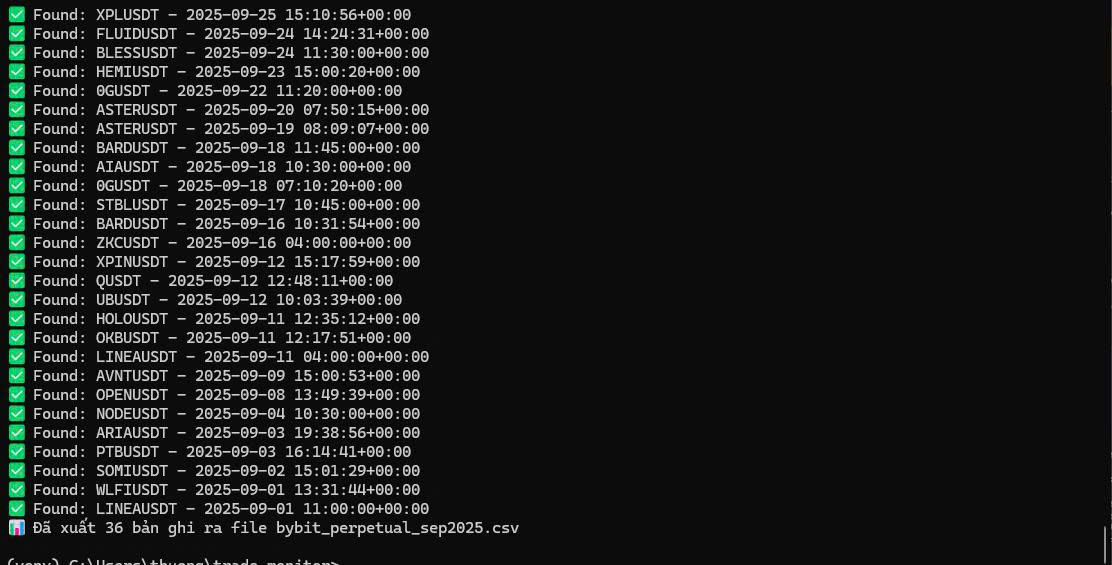 ✅ Found: XPLUSDT - 2025-09-25 15:10:56+00:00
✅ Found: FLUIDUSDT - 2025-09-24 14:24:31+00:00
✅ Found: BLESSUSDT - 2025-09-24 11:30:00+00:00
✅ Found: HEMIUSDT - 2025-09-23 15:00:20+00:00
✅ Found: 0GUSDT - 2025-09-22 11:20:00+00:00
✅ Found: ASTERUSDT - 2025-09-20 07:50:15+00:00
✅ Found: ASTERUSDT - 2025-09-19 08:09:07+00:00
✅ Found: BARDUSDT - 2025-09-18 11:45:00+00:00
✅ Found: AIAUSDT - 2025-09-18 10:30:00+00:00
✅ Found: 0GUSDT - 2025-09-18 07:10:20+00:00
✅ Found: STBLUSDT - 2025-09-17 10:45:00+00:00
✅ Found: BARDUSDT - 2025-09-16 10:31:54+00:00
✅ Found: ZKCUSDT - 2025-09-16 04:00:00+00:00
✅ Found: XPINUSDT - 2025-09-12 15:17:59+00:00
✅ Found: QUSDT - 2025-09-12 12:48:11+00:00
✅ Found: UBUSDT - 2025-09-12 10:03:39+00:00
✅ Found: HOLOUSDT - 2025-09-11 12:35:12+00:00
✅ Found: OKBUSDT - 2025-09-11 12:17:51+00:00
✅ Found: LINEAUSDT - 2025-09-11 04:00:00+00:00
✅ Found: AVNTUSDT - 2025-09-09 15:00:53+00:00
✅ Found: OPENUSDT - 2025-09-08 13:49:39+00:00
✅ Found: NODEUSDT - 2025-09-04 10:30:00+00:00
✅ Found: ARIAUSDT - 2025-09-03 19:38:56+00:00
✅ Found: PTBUSDT - 2025-09-03 16:14:41+00:00
✅ Found: SOMIUSDT - 2025-09-02 15:01:29+00:00
✅ Found: WLFIUSDT - 2025-09-01 13:31:44+00:00
✅ Found: LINEAUSDT - 2025-09-01 11:00:00+00:00
📊 Đã xuất 36 bản ghi ra file bybit_perpetual_sep2025.csv